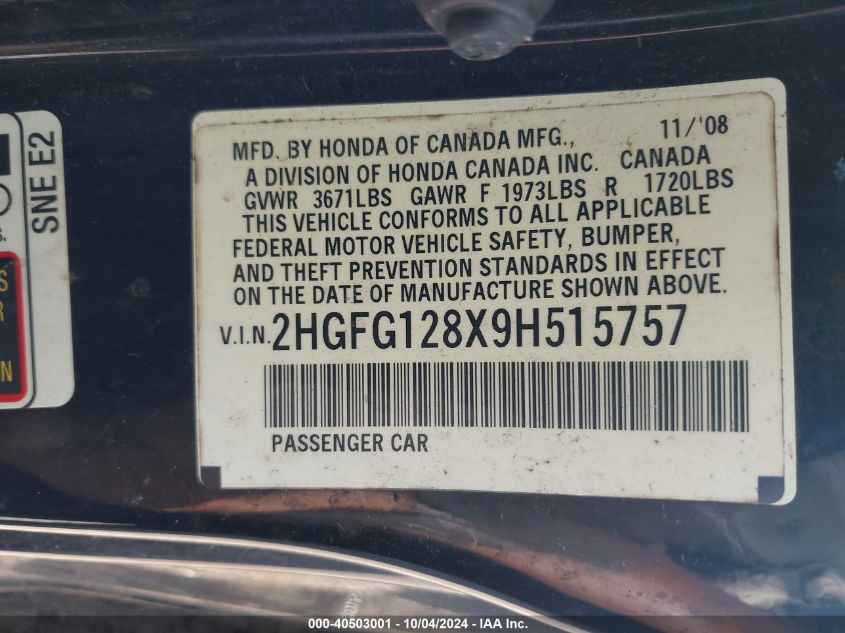 SNE E2
S.
S
R
N
MFD. BY HONDA OF CANADA MFG., 11/'08
A DIVISION OF HONDA CANADA INC. CANADA
GVWR 3671LBS GAWR F 1973LBS R 1720LBS
THIS VEHICLE CONFORMS TO ALL APPLICABLE
FEDERAL MOTOR VEHICLE SAFETY, BUMPER,
AND THEFT PREVENTION STANDARDS IN EFFECT
ON THE DATE OF MANUFACTURE SHOWN ABOVE.
V.I.N. 2HGFG128X9H515757
PASSENGER CAR
000-40503001 - 10/04/2024 - IAA Inc.